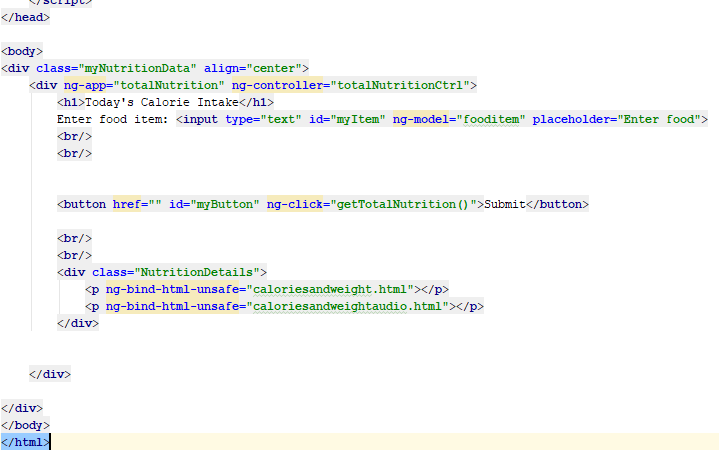 </script>
</head>
<body>
<div class="myNutritionData" align="center">
<div ng-app="totalNutrition" ng-controller="totalNutritionCtrl">
<h1>Today's Calorie Intake</h1>
Enter food item: <input type="text" id="myItem" ng-model="fooditem" placeholder="Enter food">
<br/>
<br/>
<button href="" id="myButton" ng-click="getTotalNutrition()">Submit</button>
<br/>
<br/>
<div class="NutritionDetails">
<p ng-bind-html-unsafe="caloriesandweight.html"></p>
<p ng-bind-html-unsafe="caloriesandweightaudio.html"></p>
</div>
</div>
</div>
</body>
</html>